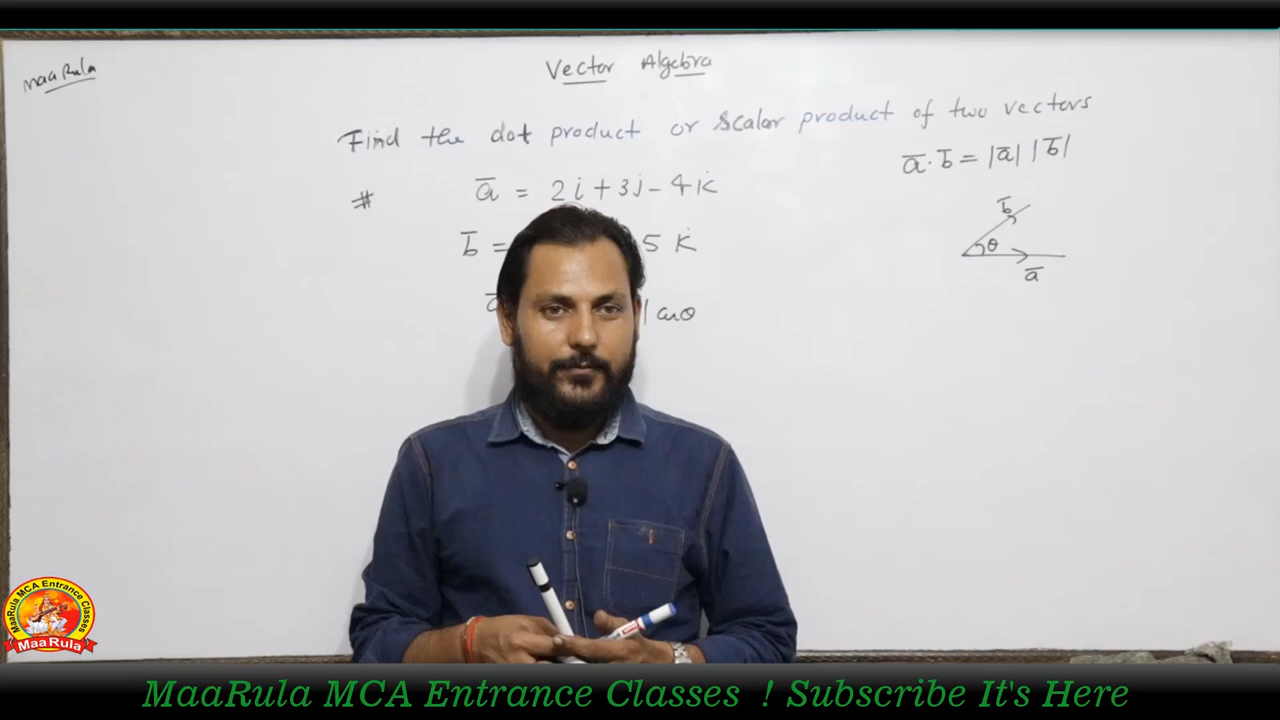 MaaRula
Vector Algebra
Find the dot product or scalar product of two vectors
a̅·b̅ = |a̅| |b̅|
# a̅ = 2i + 3j - 4k
b̅
b̅ = 5 k
θ
a̅
| cosθ
MaaRula MCA Entrance Classes
MaaRula
MaaRula MCA Entrance Classes ! Subscribe It's Here